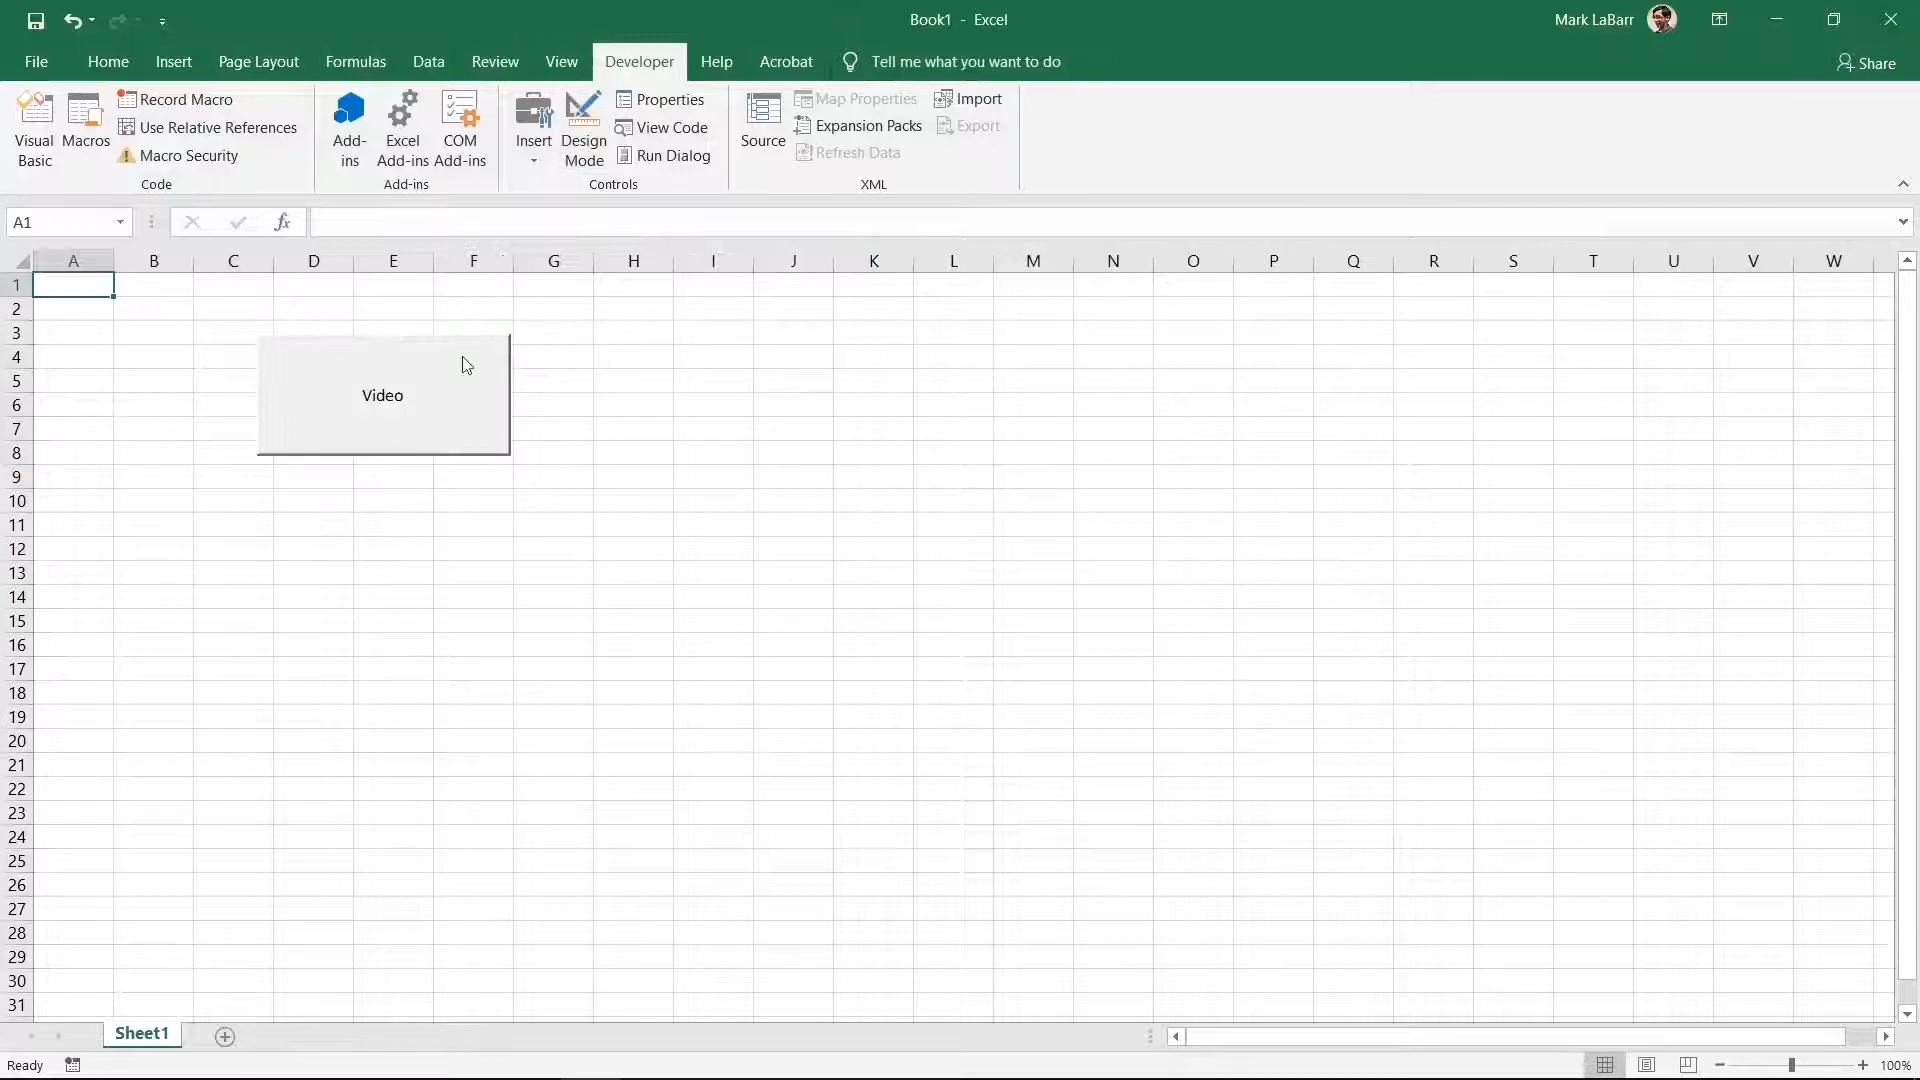 Book1 - Excel
Mark LaBarr
File Home Insert Page Layout Formulas Data Review View Developer Help Acrobat Tell me what you want to do Share
Visual Basic
Macros
Record Macro
Use Relative References
Macro Security
Code
Add-ins
Excel Add-ins
COM Add-ins
Add-ins
Insert
Design Mode
Properties
View Code
Run Dialog
Controls
Source
Map Properties
Expansion Packs
Refresh Data
Import
Export
XML
A1
fx
A B C D E F G H I J K L M N O P Q R S T U V W
1
2
3
4
5
6
7
8
9
10
11
12
13
14
15
16
17
18
19
20
21
22
23
24
25
26
27
28
29
30
31
Video
Sheet1
Ready
100%